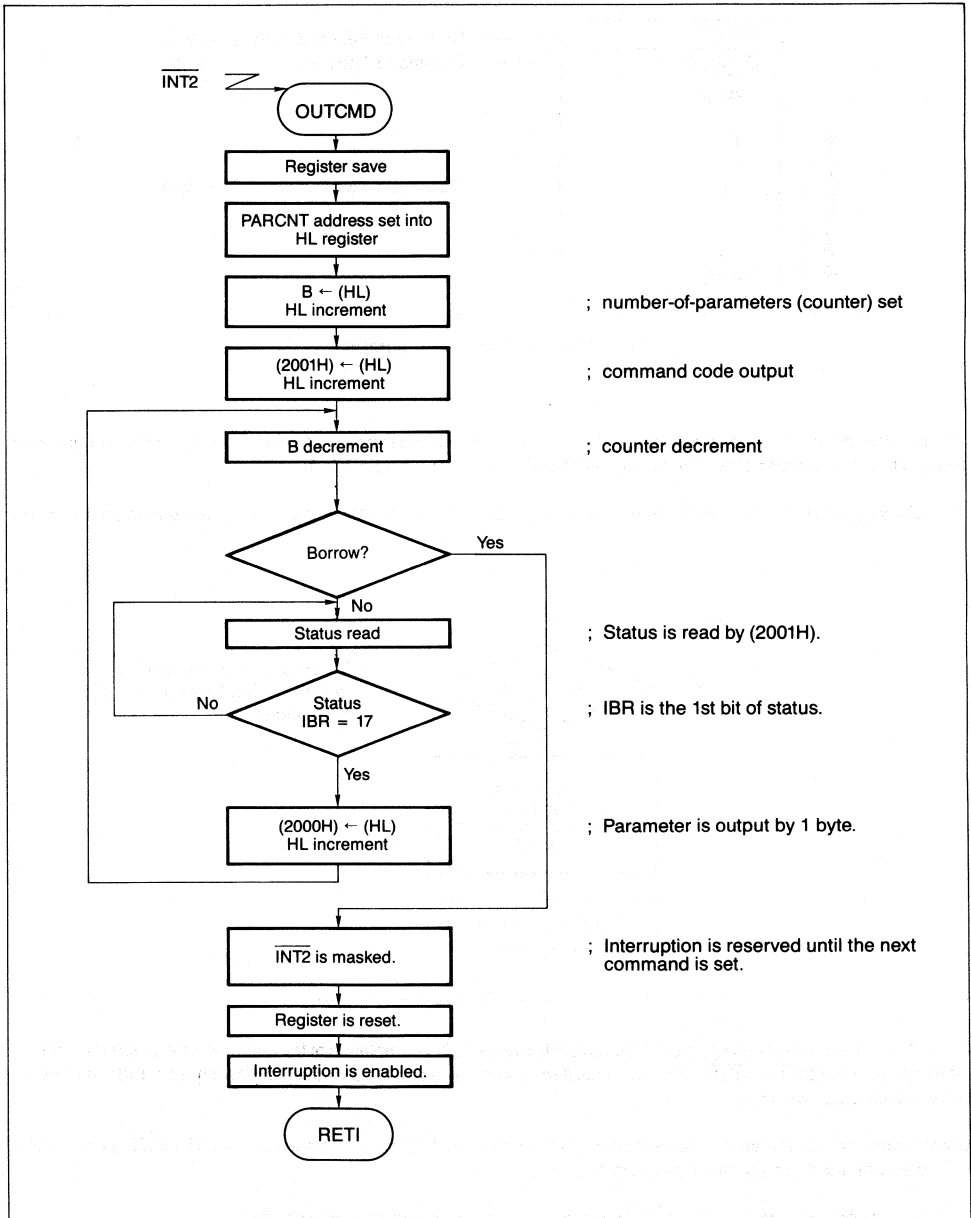 INT2
OUTCMD
Register save
PARCNT address set into
HL register
B ← (HL)
HL increment
; number-of-parameters (counter) set
(2001H) ← (HL)
HL increment
; command code output
B decrement
; counter decrement
Borrow?
Yes
No
Status read
; Status is read by (2001H).
No
Status
IBR = 17
; IBR is the 1st bit of status.
Yes
(2000H) ← (HL)
HL increment
; Parameter is output by 1 byte.
INT2 is masked.
; Interruption is reserved until the next
command is set.
Register is reset.
Interruption is enabled.
RETI